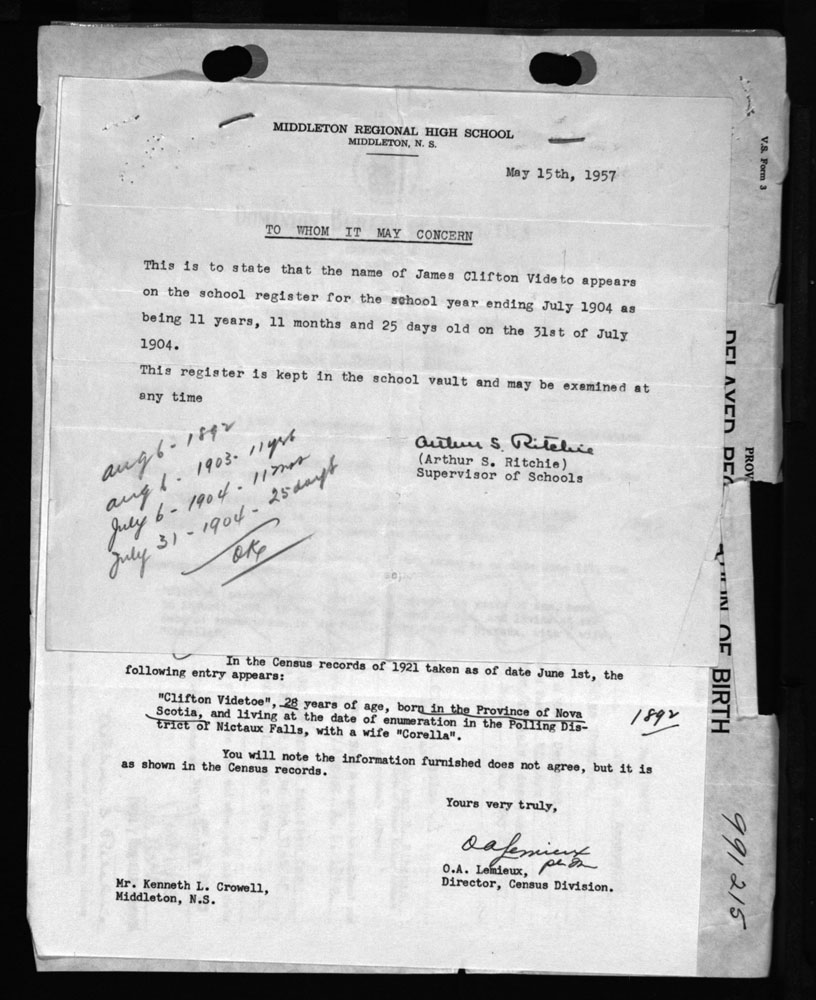 MIDDLETON REGIONAL HIGH SCHOOL
MIDDLETON, N. S.
May 15th, 1957
V.S. Form 3
TO WHOM IT MAY CONCERN
This is to state that the name of James Clifton Videto appears
on the school register for the school year ending July 1904 as
being 11 years, 11 months and 25 days old on the 31st of July
1904.
This register is kept in the school vault and may be examined at
any time
Arthur S. Ritchie
(Arthur S. Ritchie)
Supervisor of Schools
aug 6 - 1892
aug 6 - 1903 - 11 yrs
July 6 - 1904 - 11 mos
July 31 - 1904 - 25 days
OK
PROV
DELAYED REG
ION OF BIRTH
In the Census records of 1921 taken as of date June 1st, the
following entry appears:
"Clifton Videtoe", 28 years of age, born in the Province of Nova
Scotia, and living at the date of enumeration in the Polling Dis-
trict of Nictaux Falls, with a wife "Corella".
1892
You will note the information furnished does not agree, but it is
as shown in the Census records.
Yours very truly,
O A Lemieux
O.A. Lemieux,
Director, Census Division.
Mr. Kenneth L. Crowell,
Middleton, N.S.
991215